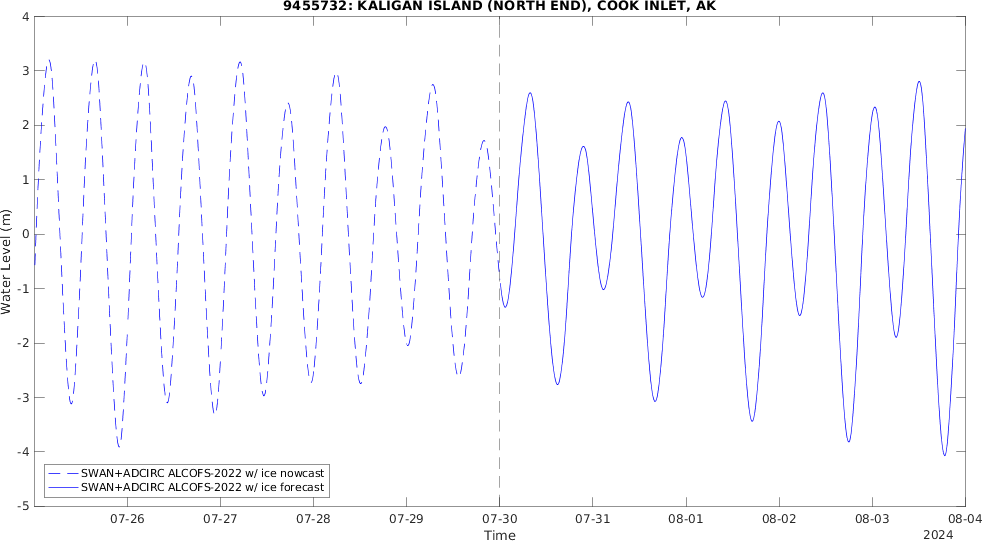 9455732: KALIGAN ISLAND (NORTH END), COOK INLET, AK
4
3
2
1
0
-1
-2
-3
-4
-5
Water Level (m)
SWAN+ADCIRC ALCOFS-2022 w/ ice nowcast
SWAN+ADCIRC ALCOFS-2022 w/ ice forecast
07-26 07-27 07-28 07-29 07-30 07-31 08-01 08-02 08-03 08-04
Time
2024